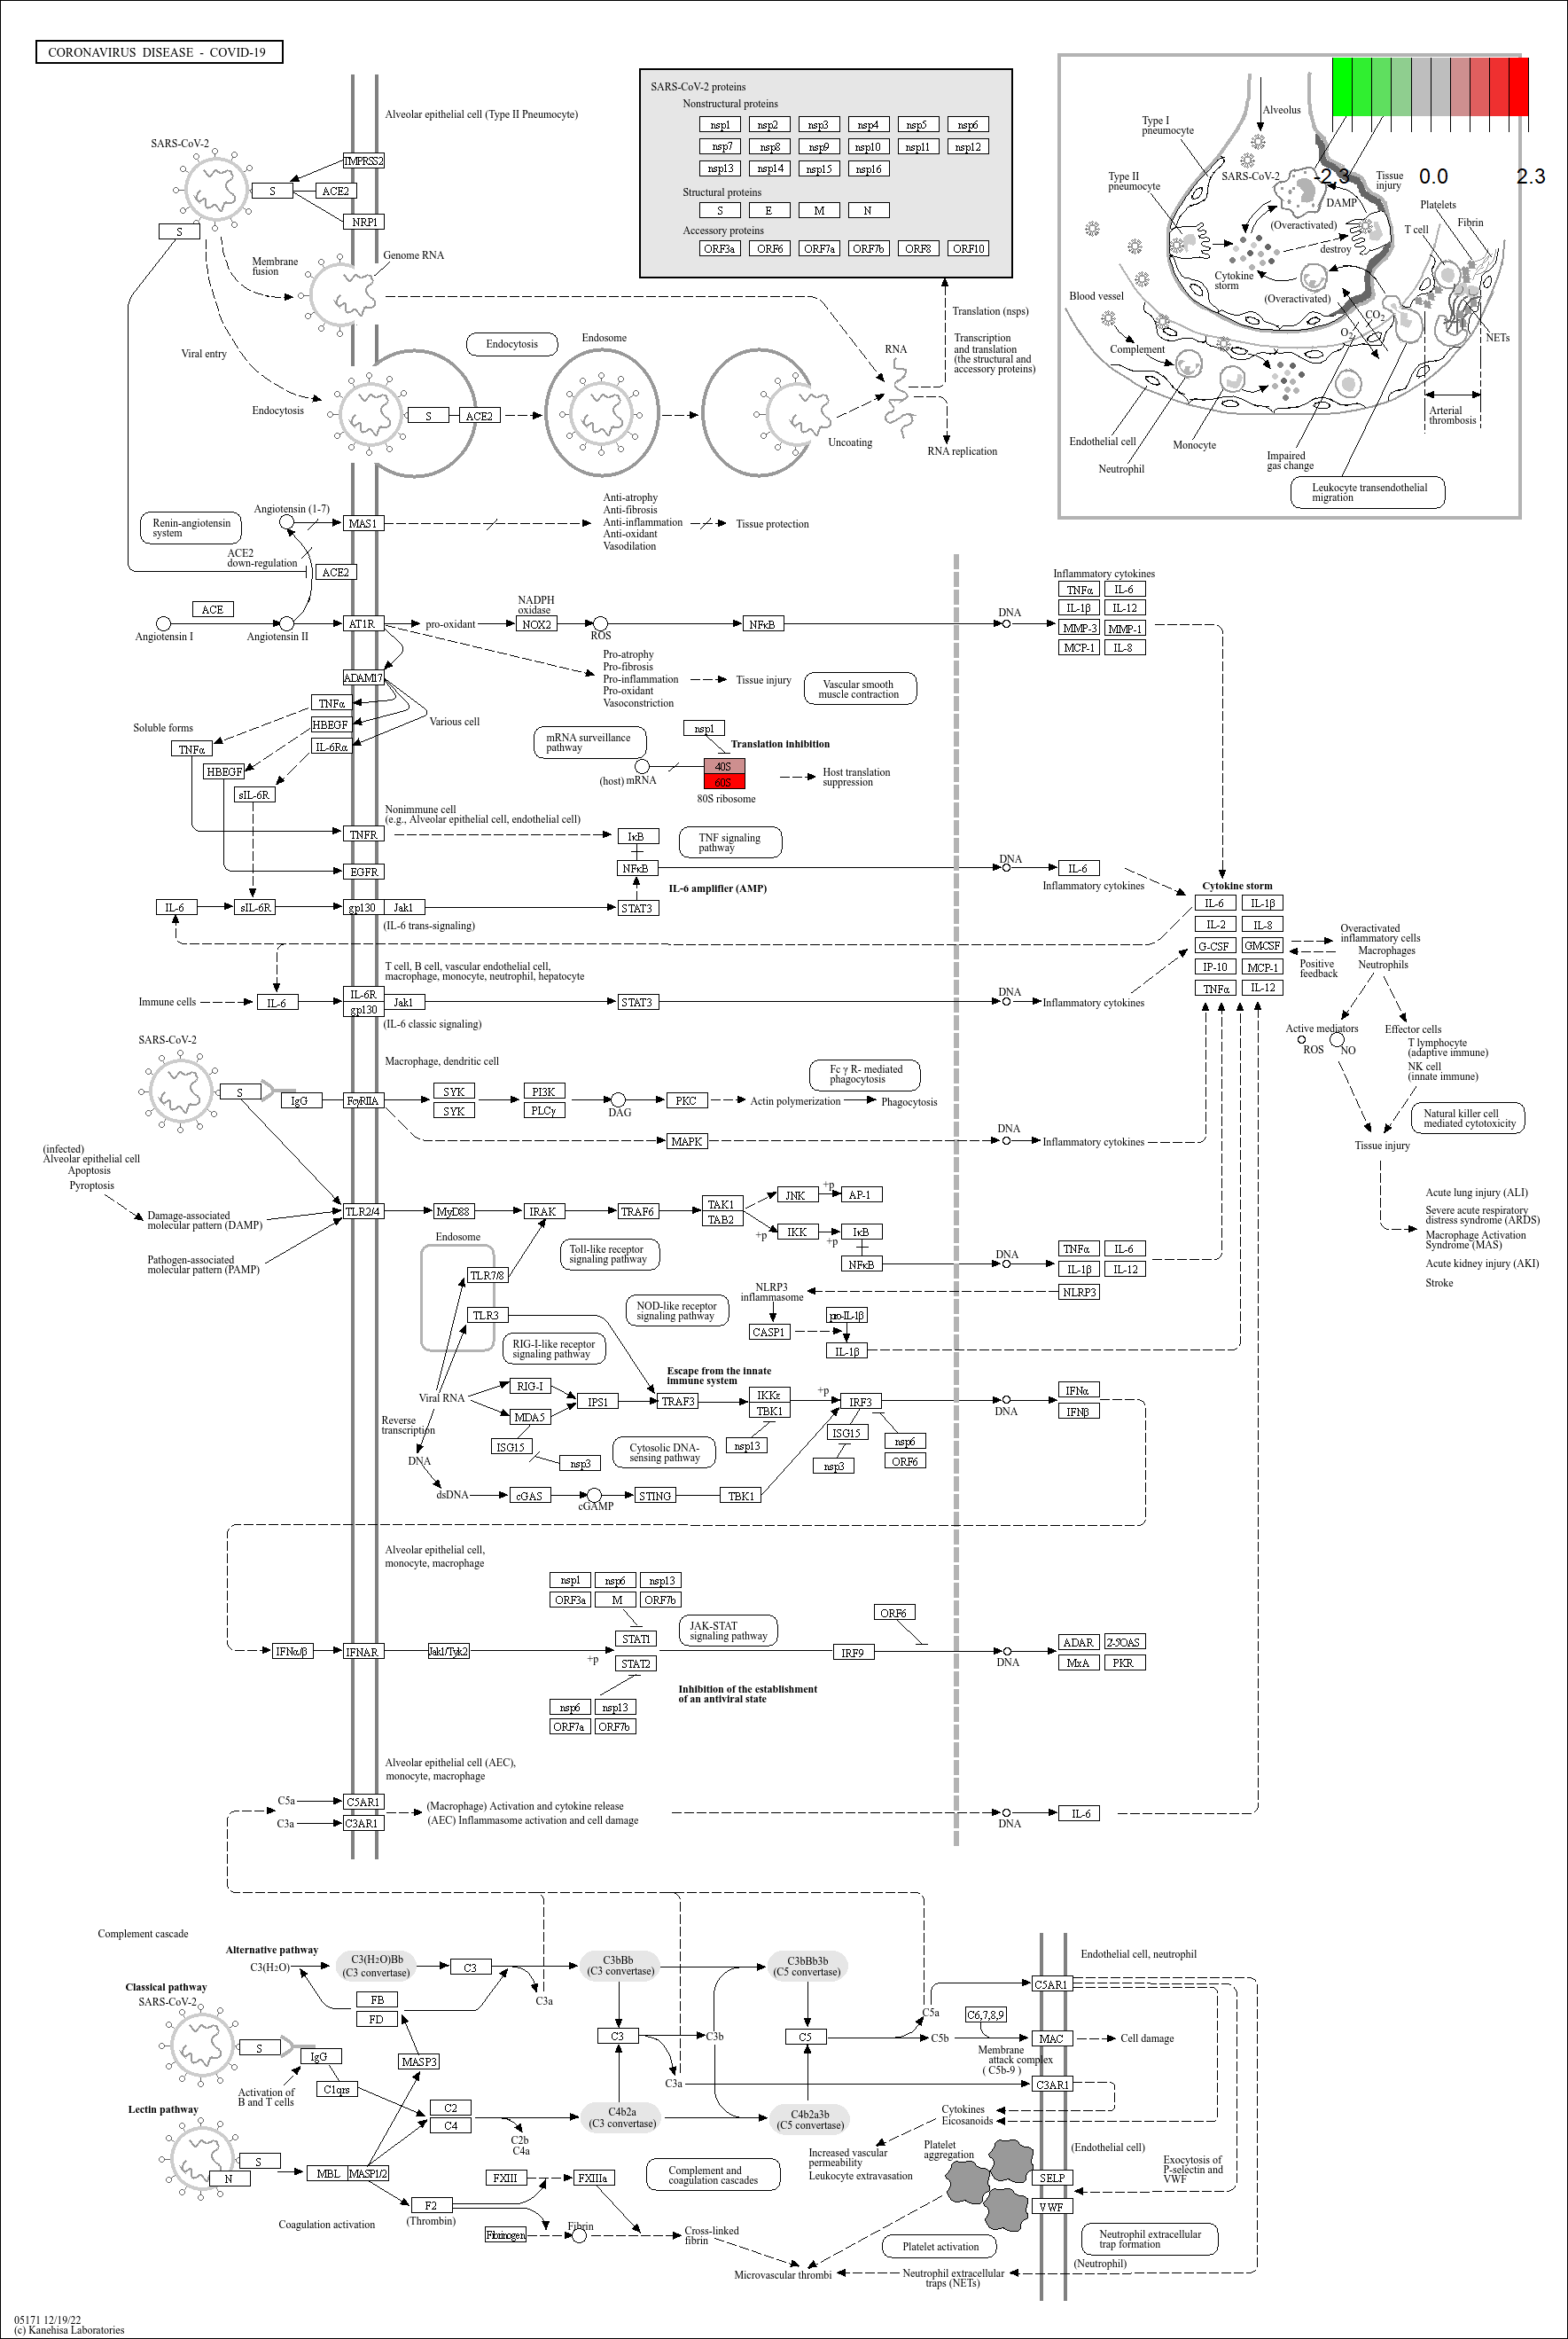 CORONAVIRUS DISEASE - COVID-19
Alveolar epithelial cell (Type II Pneumocyte)
SARS-CoV-2
TMPRSS2
S
ACE2
NRP1
S
Membrane
fusion
Genome RNA
Viral entry
Endocytosis
Endocytosis
Endosome
S
ACE2
Uncoating
RNA
RNA replication
Translation (nsps)
Transcription
and translation
(the structural and
accessory proteins)
SARS-CoV-2 proteins
Nonstructural proteins
nsp1 nsp2 nsp3 nsp4 nsp5 nsp6
nsp7 nsp8 nsp9 nsp10 nsp11 nsp12
nsp13 nsp14 nsp15 nsp16
Structural proteins
S E M N
Accessory proteins
ORF3a ORF6 ORF7a ORF7b ORF8 ORF10
-2.3 0.0 2.3
Alveolus
Type I
pneumocyte
Type II
pneumocyte
SARS-CoV-2
DAMP
Tissue
injury
Platelets
Fibrin
T cell
(Overactivated)
destroy
Cytokine
storm
(Overactivated)
Blood vessel
Complement
CO2
O2
NETs
Arterial
thrombosis
Endothelial cell
Neutrophil
Monocyte
Impaired
gas change
Leukocyte transendothelial
migration
Renin-angiotensin
system
Angiotensin (1-7)
MAS1
Anti-atrophy
Anti-fibrosis
Anti-inflammation
Anti-oxidant
Vasodilation
Tissue protection
ACE2
down-regulation
ACE2
ACE
Angiotensin I
Angiotensin II
AT1R
pro-oxidant
NADPH
oxidase
NOX2
ROS
NFκB
DNA
Inflammatory cytokines
TNFα IL-6
IL-1β IL-12
MMP-3 MMP-1
MCP-1 IL-8
Pro-atrophy
Pro-fibrosis
Pro-inflammation
Pro-oxidant
Vasoconstriction
Tissue injury
Vascular smooth
muscle contraction
ADAM17
TNFα
HBEGF
IL-6Rα
Various cell
Soluble forms
TNFα
HBEGF
sIL-6R
mRNA surveillance
pathway
nsp1
Translation inhibition
(host) mRNA
40S
60S
80S ribosome
Host translation
suppression
Nonimmune cell
(e.g., Alveolar epithelial cell, endothelial cell)
TNFR
EGFR
IκB
NFκB
TNF signaling
pathway
IL-6 amplifier (AMP)
DNA
IL-6
Inflammatory cytokines
IL-6
sIL-6R
gp130
Jak1
STAT3
(IL-6 trans-signaling)
Cytokine storm
IL-6 IL-1β
IL-2 IL-8
G-CSF GMCSF
IP-10 MCP-1
TNFα IL-12
Positive
feedback
Overactivated
inflammatory cells
Macrophages
Neutrophils
T cell, B cell, vascular endothelial cell,
macrophage, monocyte, neutrophil, hepatocyte
Immune cells
IL-6
IL-6R
gp130
Jak1
STAT3
(IL-6 classic signaling)
DNA
Inflammatory cytokines
Active mediators
ROS
NO
Effector cells
T lymphocyte
(adaptive immune)
NK cell
(innate immune)
Natural killer cell
mediated cytotoxicity
Tissue injury
Acute lung injury (ALI)
Severe acute respiratory
distress syndrome (ARDS)
Macrophage Activation
Syndrome (MAS)
Acute kidney injury (AKI)
Stroke
SARS-CoV-2
Macrophage, dendritic cell
S
IgG
FcγRIIA
SYK
SYK
PI3K
PLCγ
DAG
PKC
Actin polymerization
Phagocytosis
Fc γ R- mediated
phagocytosis
MAPK
DNA
Inflammatory cytokines
(infected)
Alveolar epithelial cell
Apoptosis
Pyroptosis
Damage-associated
molecular pattern (DAMP)
Pathogen-associated
molecular pattern (PAMP)
TLR2/4
MyD88
IRAK
TRAF6
TAK1
TAB2
JNK
+p
AP-1
+p
IKK
+p
IκB
NFκB
DNA
TNFα IL-6
IL-1β IL-12
NLRP3
Endosome
TLR7/8
TLR3
Toll-like receptor
signaling pathway
NOD-like receptor
signaling pathway
RIG-I-like receptor
signaling pathway
NLRP3
inflammasome
CASP1
pro-IL-1β
IL-1β
Escape from the innate
immune system
Viral RNA
RIG-I
MDA5
IPS1
TRAF3
IKKε
TBK1
+p
IRF3
DNA
IFNα
IFNβ
Reverse
transcription
ISG15
nsp3
Cytosolic DNA-
sensing pathway
nsp13
ISG15
nsp3
nsp6
ORF6
DNA
dsDNA
cGAS
cGAMP
STING
TBK1
Alveolar epithelial cell,
monocyte, macrophage
nsp1 nsp6 nsp13
ORF3a M ORF7b
JAK-STAT
signaling pathway
ORF6
IFNα/β
IFNAR
Jak1/Tyk2
+p
STAT1
STAT2
IRF9
DNA
ADAR 2-5'OAS
MxA PKR
Inhibition of the establishment
of an antiviral state
nsp6 nsp13
ORF7a ORF7b
Alveolar epithelial cell (AEC),
monocyte, macrophage
C5a
C5AR1
C3a
C3AR1
(Macrophage) Activation and cytokine release
(AEC) Inflammasome activation and cell damage
DNA
IL-6
Complement cascade
Alternative pathway
C3(H2O)
C3(H2O)Bb
(C3 convertase)
C3
C3a
C3bBb
(C3 convertase)
C3bBb3b
(C5 convertase)
Endothelial cell, neutrophil
C5AR1
Classical pathway
SARS-CoV-2
FB
FD
S
IgG
MASP3
C1qrs
Activation of
B and T cells
C3
C3b
C3a
C5
C5a
C5b
C6,7,8,9
MAC
Cell damage
Membrane
attack complex
( C5b-9 )
C3AR1
Lectin pathway
C2
C4
C2b
C4a
C4b2a
(C3 convertase)
C4b2a3b
(C5 convertase)
Cytokines
Eicosanoids
Increased vascular
permeability
Leukocyte extravasation
S
N
MBL MASP1/2
FXIII
FXIIIa
Complement and
coagulation cascades
Platelet
aggregation
(Endothelial cell)
SELP
VWF
Exocytosis of
P-selectin and
VWF
F2
(Thrombin)
Coagulation activation
Fibrinogen
Fibrin
Cross-linked
fibrin
Microvascular thrombi
Platelet activation
Neutrophil extracellular
trap formation
(Neutrophil)
Neutrophil extracellular
traps (NETs)
05171 12/19/22
(c) Kanehisa Laboratories